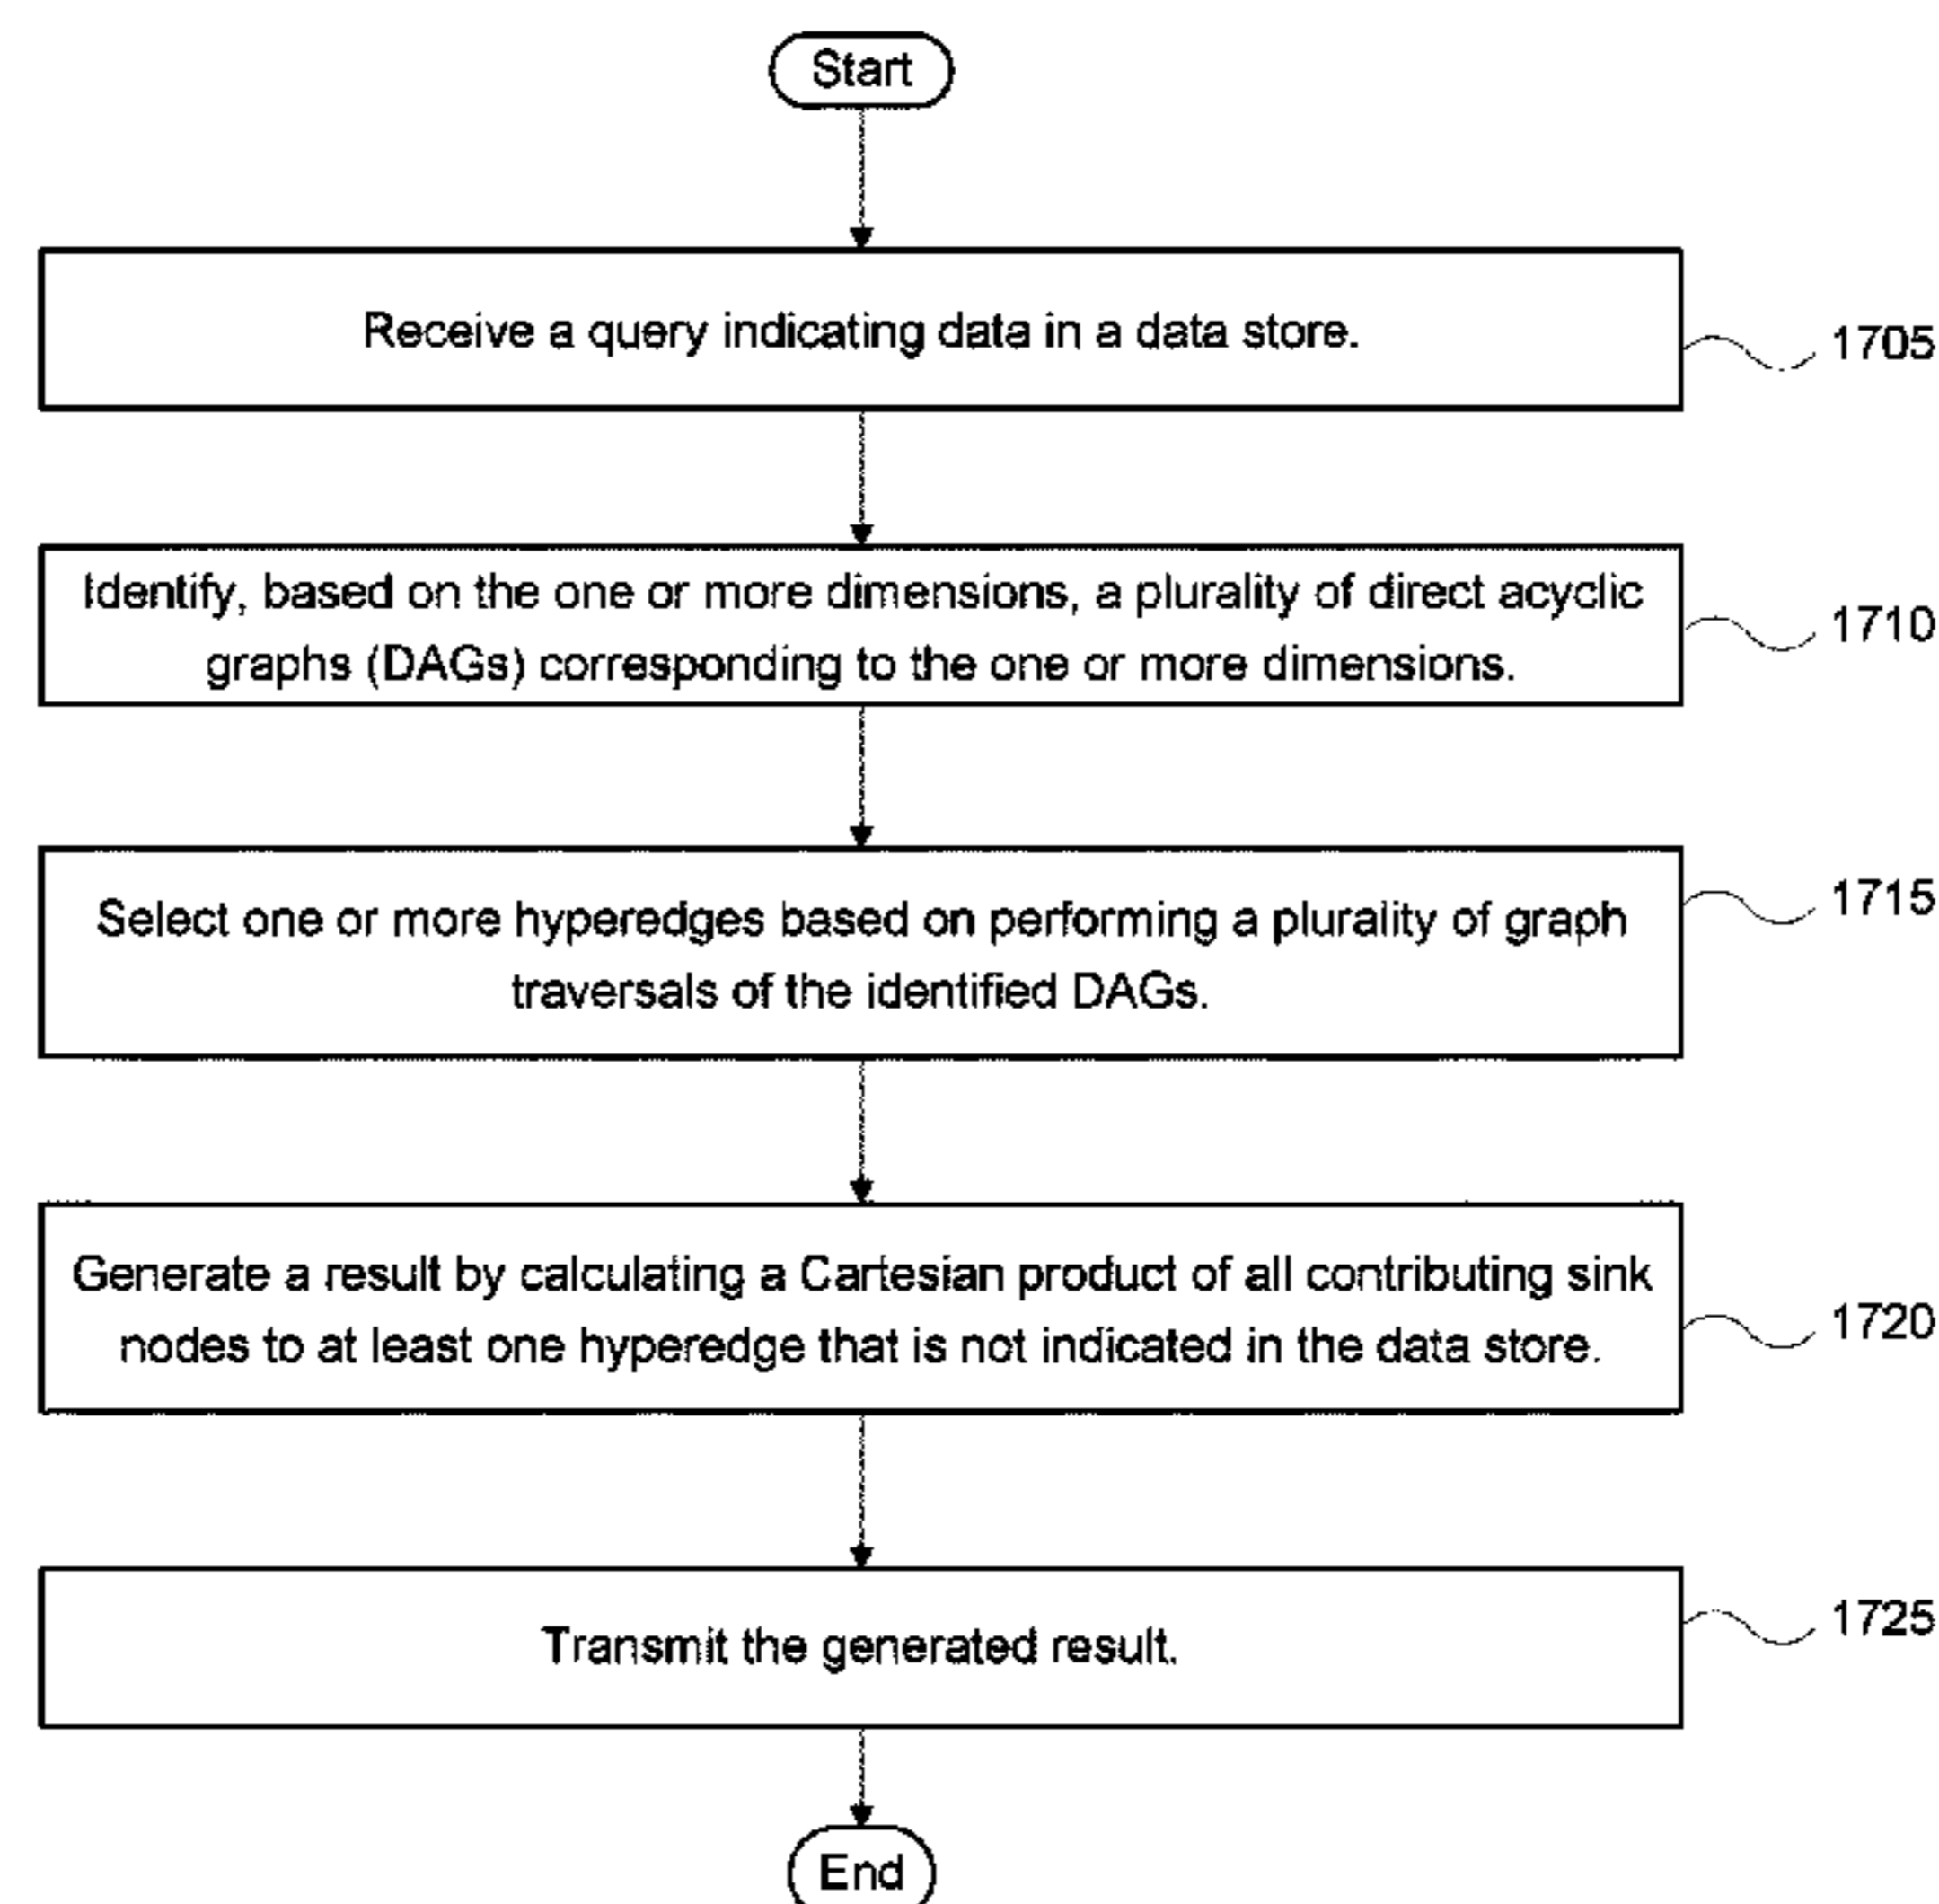 Start
Receive a query indicating data in a data store.
1705
Identify, based on the one or more dimensions, a plurality of direct acyclic
graphs (DAGs) corresponding to the one or more dimensions.
1710
Select one or more hyperedges based on performing a plurality of graph
traversals of the identified DAGs.
1715
Generate a result by calculating a Cartesian product of all contributing sink
nodes to at least one hyperedge that is not indicated in the data store.
1720
Transmit the generated result.
1725
End